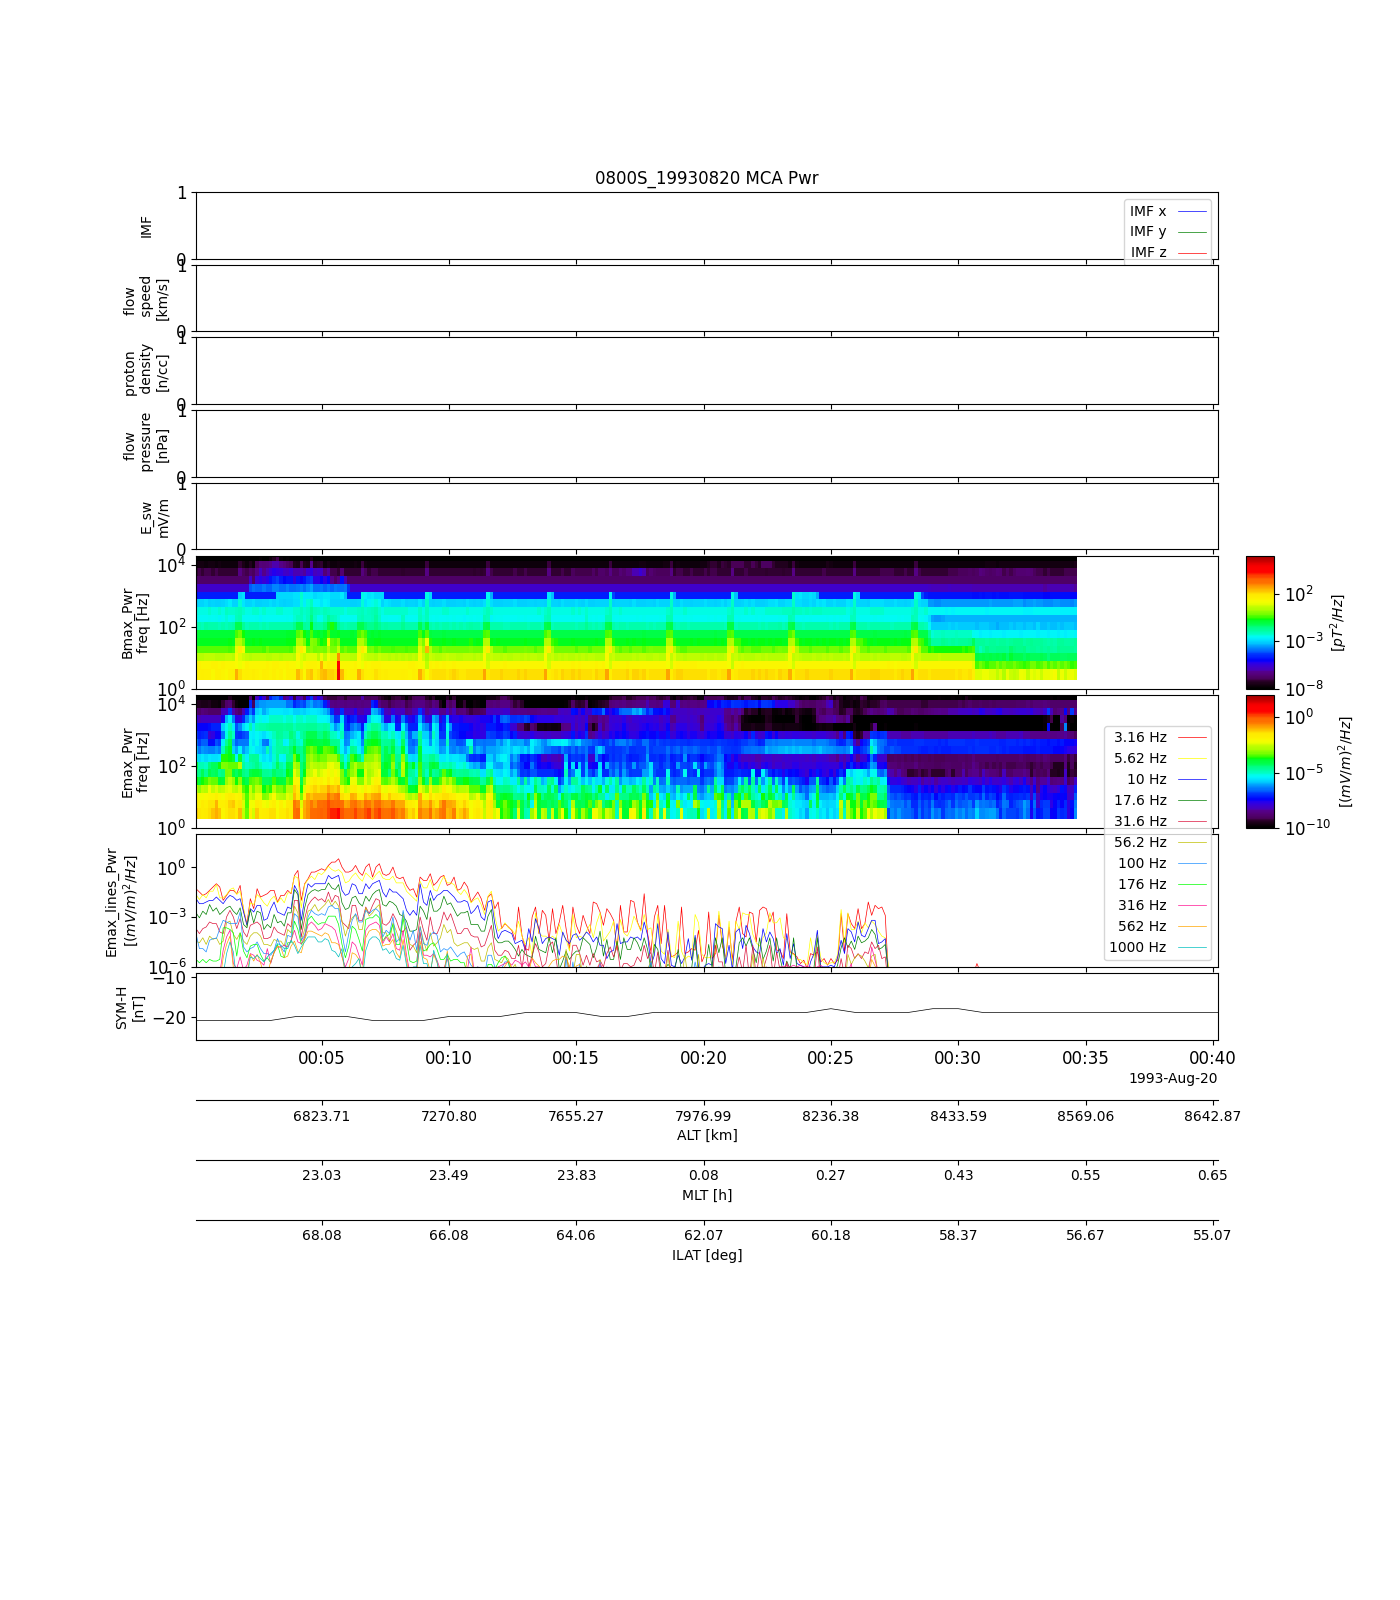 0800S_19930820 MCA Pwr
1
IMF
0
IMF x
IMF y
IMF z
1
flow
speed
[km/s]
0
1
proton
density
[n/cc]
0
1
flow
pressure
[nPa]
0
1
E_sw
mV/m
0
10^4
10^2
10^0
Bmax_Pwr
freq [Hz]
10^2
10^-3
10^-8
[pT^2/Hz]
10^4
10^2
10^0
Emax_Pwr
freq [Hz]
10^0
10^-5
10^-10
[(mV/m)^2/Hz]
3.16 Hz
5.62 Hz
10 Hz
17.6 Hz
31.6 Hz
56.2 Hz
100 Hz
176 Hz
316 Hz
562 Hz
1000 Hz
10^0
10^-3
10^-6
Emax_lines_Pwr
[(mV/m)^2/Hz]
−10
−20
SYM-H
[nT]
00:05 00:10 00:15 00:20 00:25 00:30 00:35 00:40
1993-Aug-20
6823.71 7270.80 7655.27 7976.99 8236.38 8433.59 8569.06 8642.87
ALT [km]
23.03 23.49 23.83 0.08 0.27 0.43 0.55 0.65
MLT [h]
68.08 66.08 64.06 62.07 60.18 58.37 56.67 55.07
ILAT [deg]